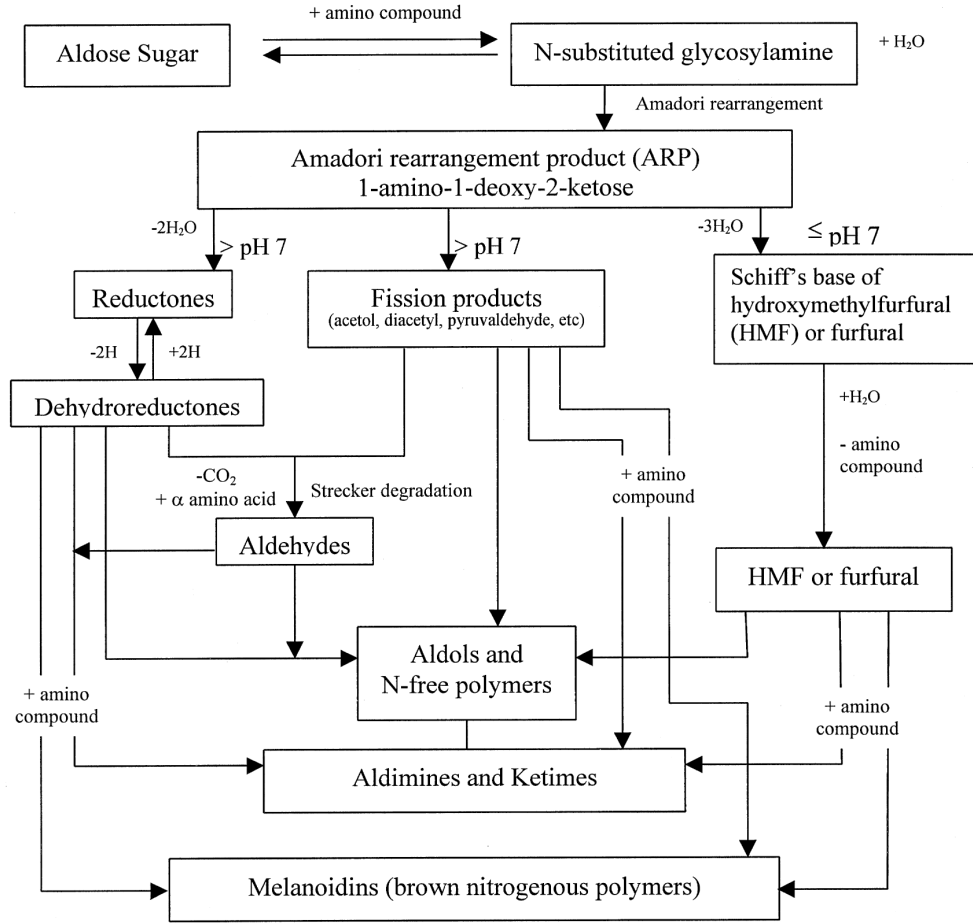 + amino compound
Aldose Sugar
N-substituted glycosylamine
+ H₂O
Amadori rearrangement
Amadori rearrangement product (ARP)
1-amino-1-deoxy-2-ketose
-2H₂O
> pH 7
> pH 7
-3H₂O
≤ pH 7
Reductones
Fission products
(acetol, diacetyl, pyruvaldehyde, etc)
Schiff's base of
hydroxymethylfurfural
(HMF) or furfural
-2H
+2H
Dehydroreductones
+H₂O
- amino
compound
-CO₂
+ α amino acid
Strecker degradation
+ amino
compound
Aldehydes
HMF or furfural
Aldols and
N-free polymers
+ amino
compound
+ amino
compound
Aldimines and Ketimes
Melanoidins (brown nitrogenous polymers)